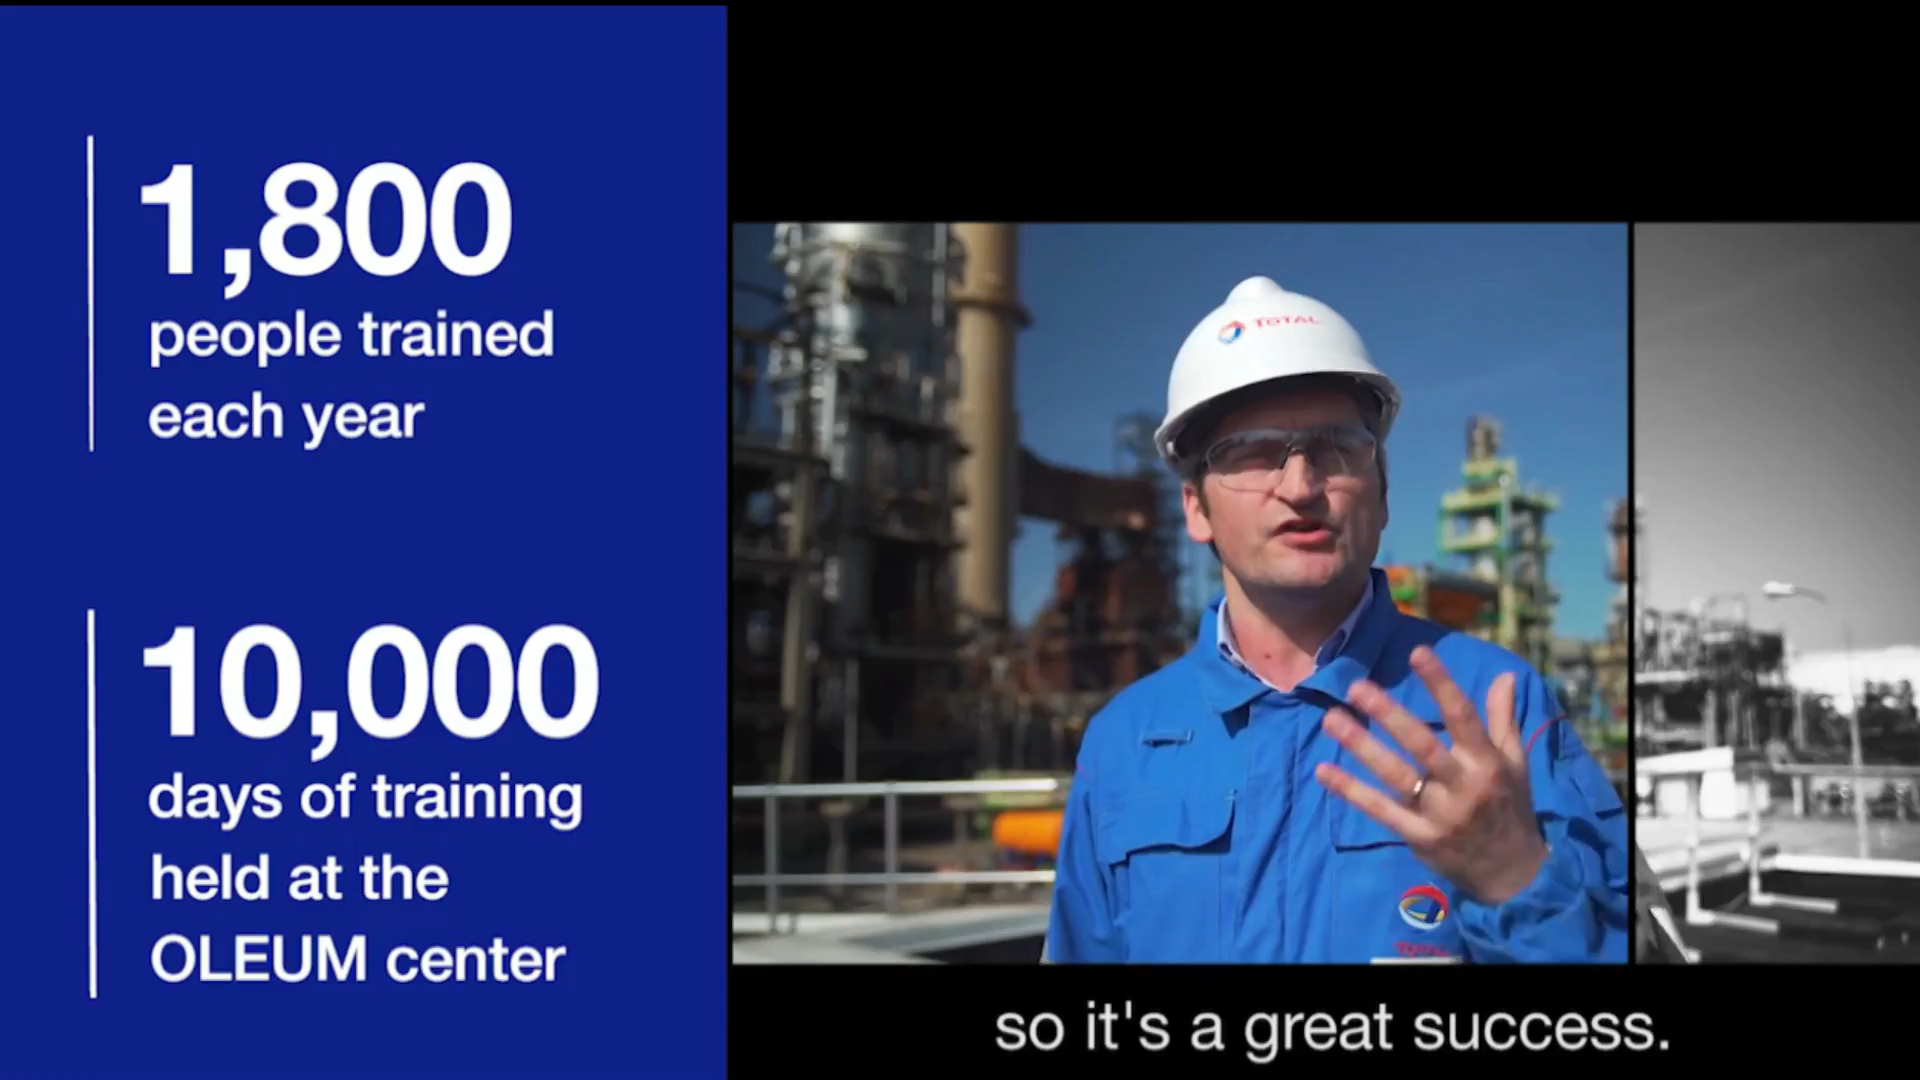 1,800
people trained
each year
10,000
days of training
held at the
OLEUM center
TOTAL
TOTAL
so it's a great success.